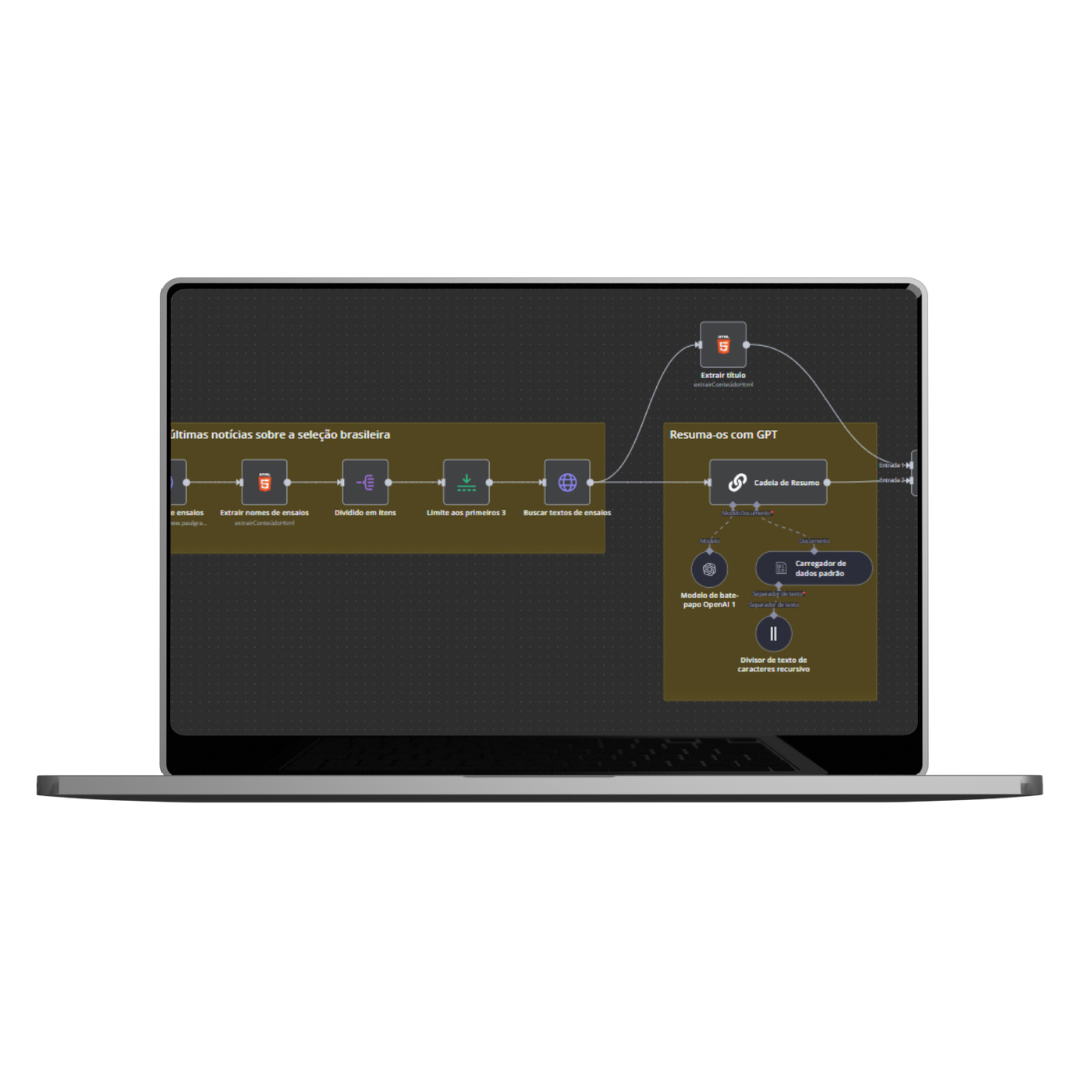 Extrair título
extrairConteúdoHtml
últimas notícias sobre a seleção brasileira
Resuma-os com GPT
e ensaios
Extrair nomes de ensaios
extrairConteúdoHtml
Dividido em itens
Limite aos primeiros 3
Buscar textos de ensaios
Cadeia de Resumo
Entrada 1
Entrada 2
Modelo
Documento
Modelo
Documento
Modelo de bate-
papo OpenAI 1
Carregador de
dados padrão
Separador de texto
Separador de texto
Divisor de texto de
caracteres recursivo